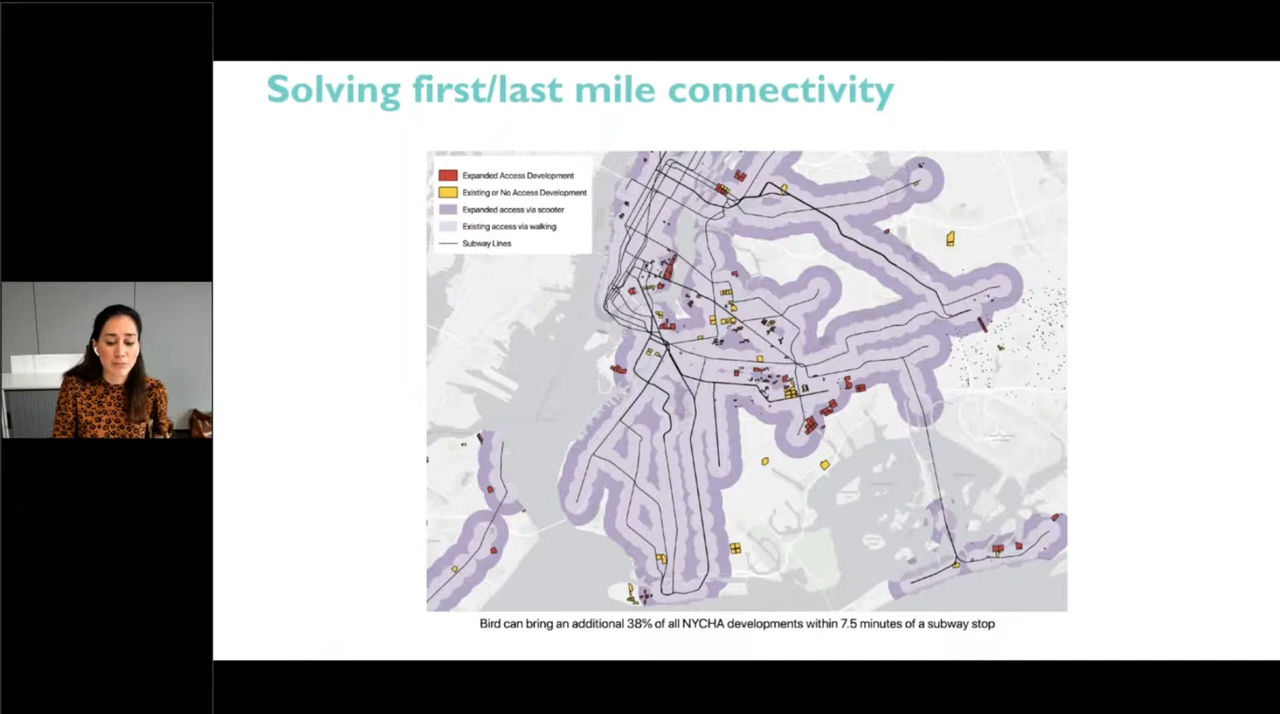 Solving first/last mile connectivity
Expanded Access Development
Existing or No Access Development
Expanded access via scooter
Existing access via walking
Subway Lines
Bird can bring an additional 38% of all NYCHA developments within 7.5 minutes of a subway stop